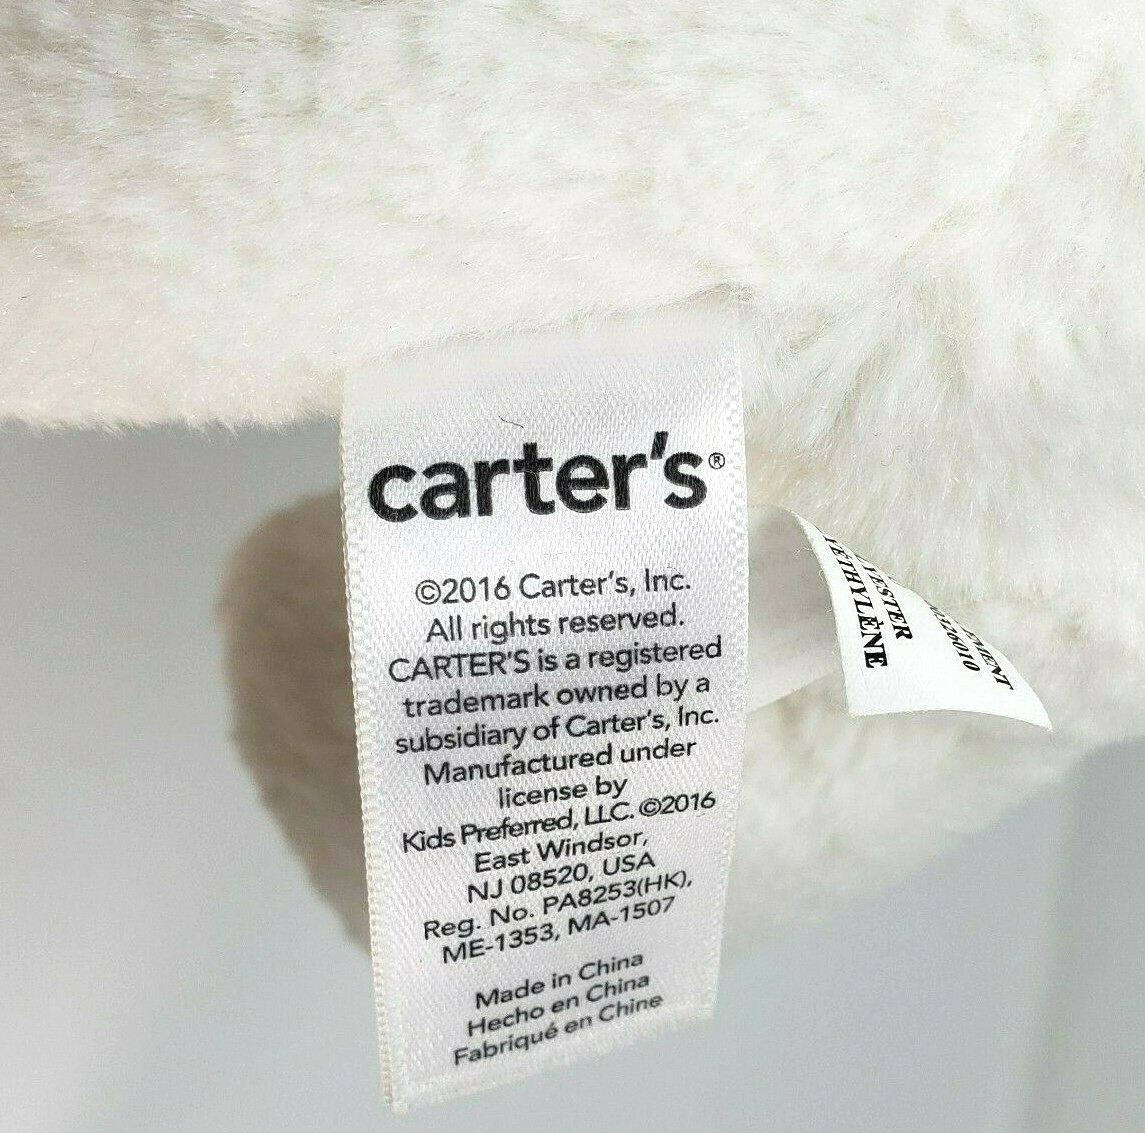 carter's®
©2016 Carter's, Inc.
All rights reserved.
CARTER'S is a registered
trademark owned by a
subsidiary of Carter's, Inc.
Manufactured under
license by
Kids Preferred, LLC. ©2016
East Windsor,
NJ 08520, USA
Reg. No. PA8253(HK),
ME-1353, MA-1507
Made in China
Hecho en China
Fabriqué en Chine